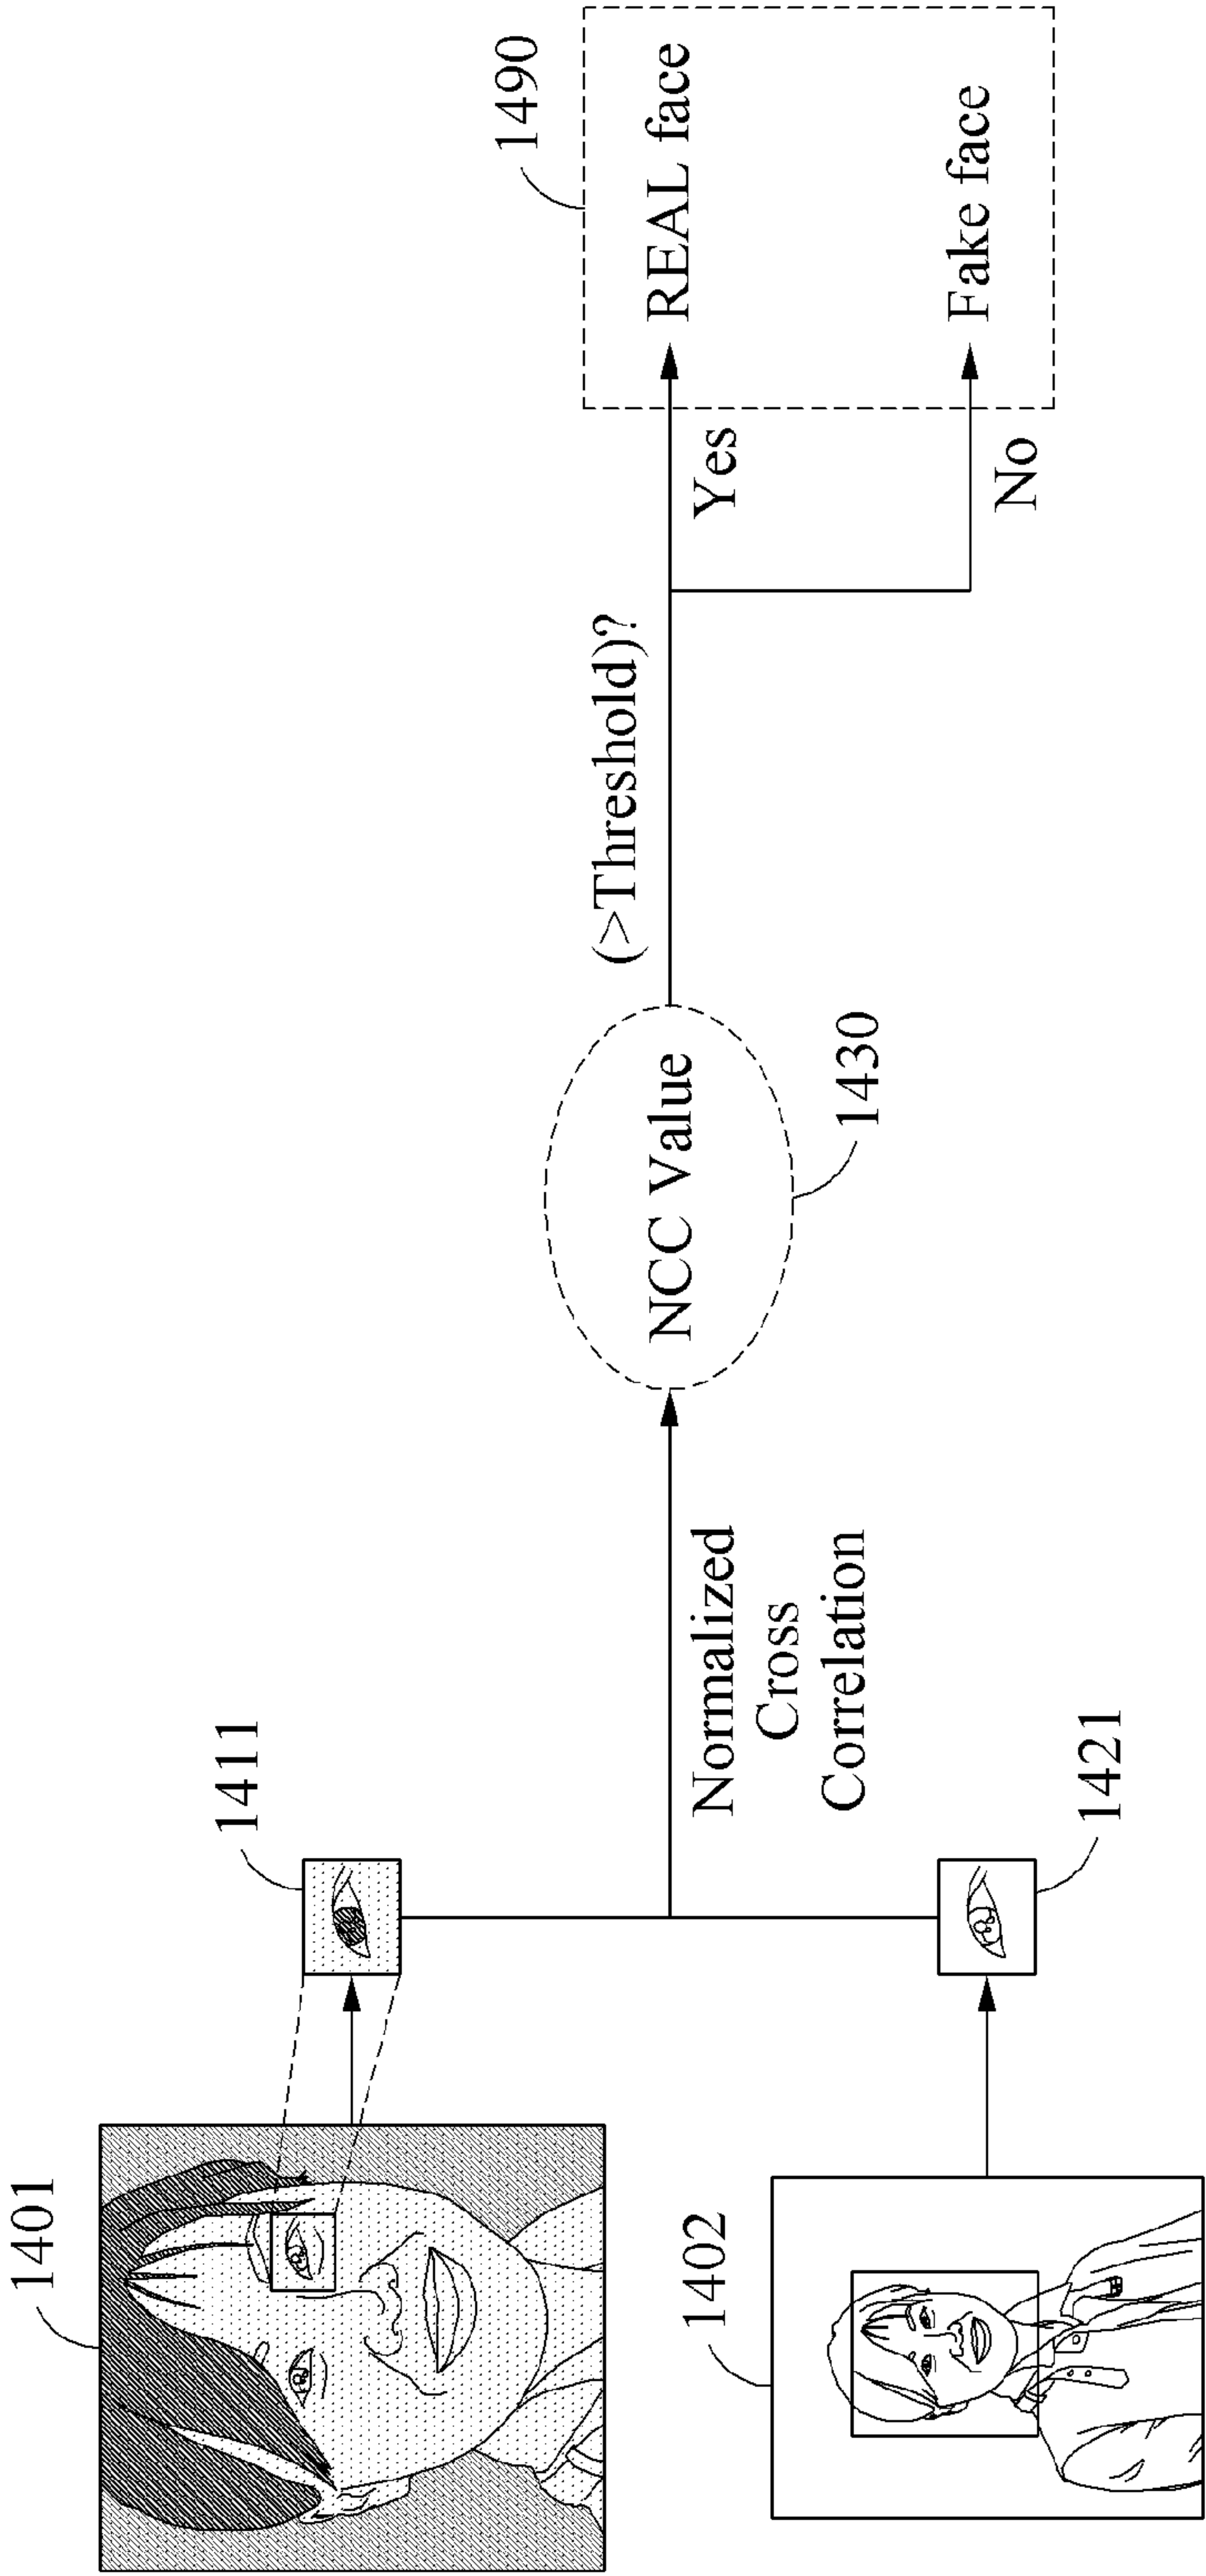 1401
1411
1402
1421
Normalized
Cross
Correlation
NCC Value
1430
(>Threshold)?
Yes
No
1490
REAL face
Fake face